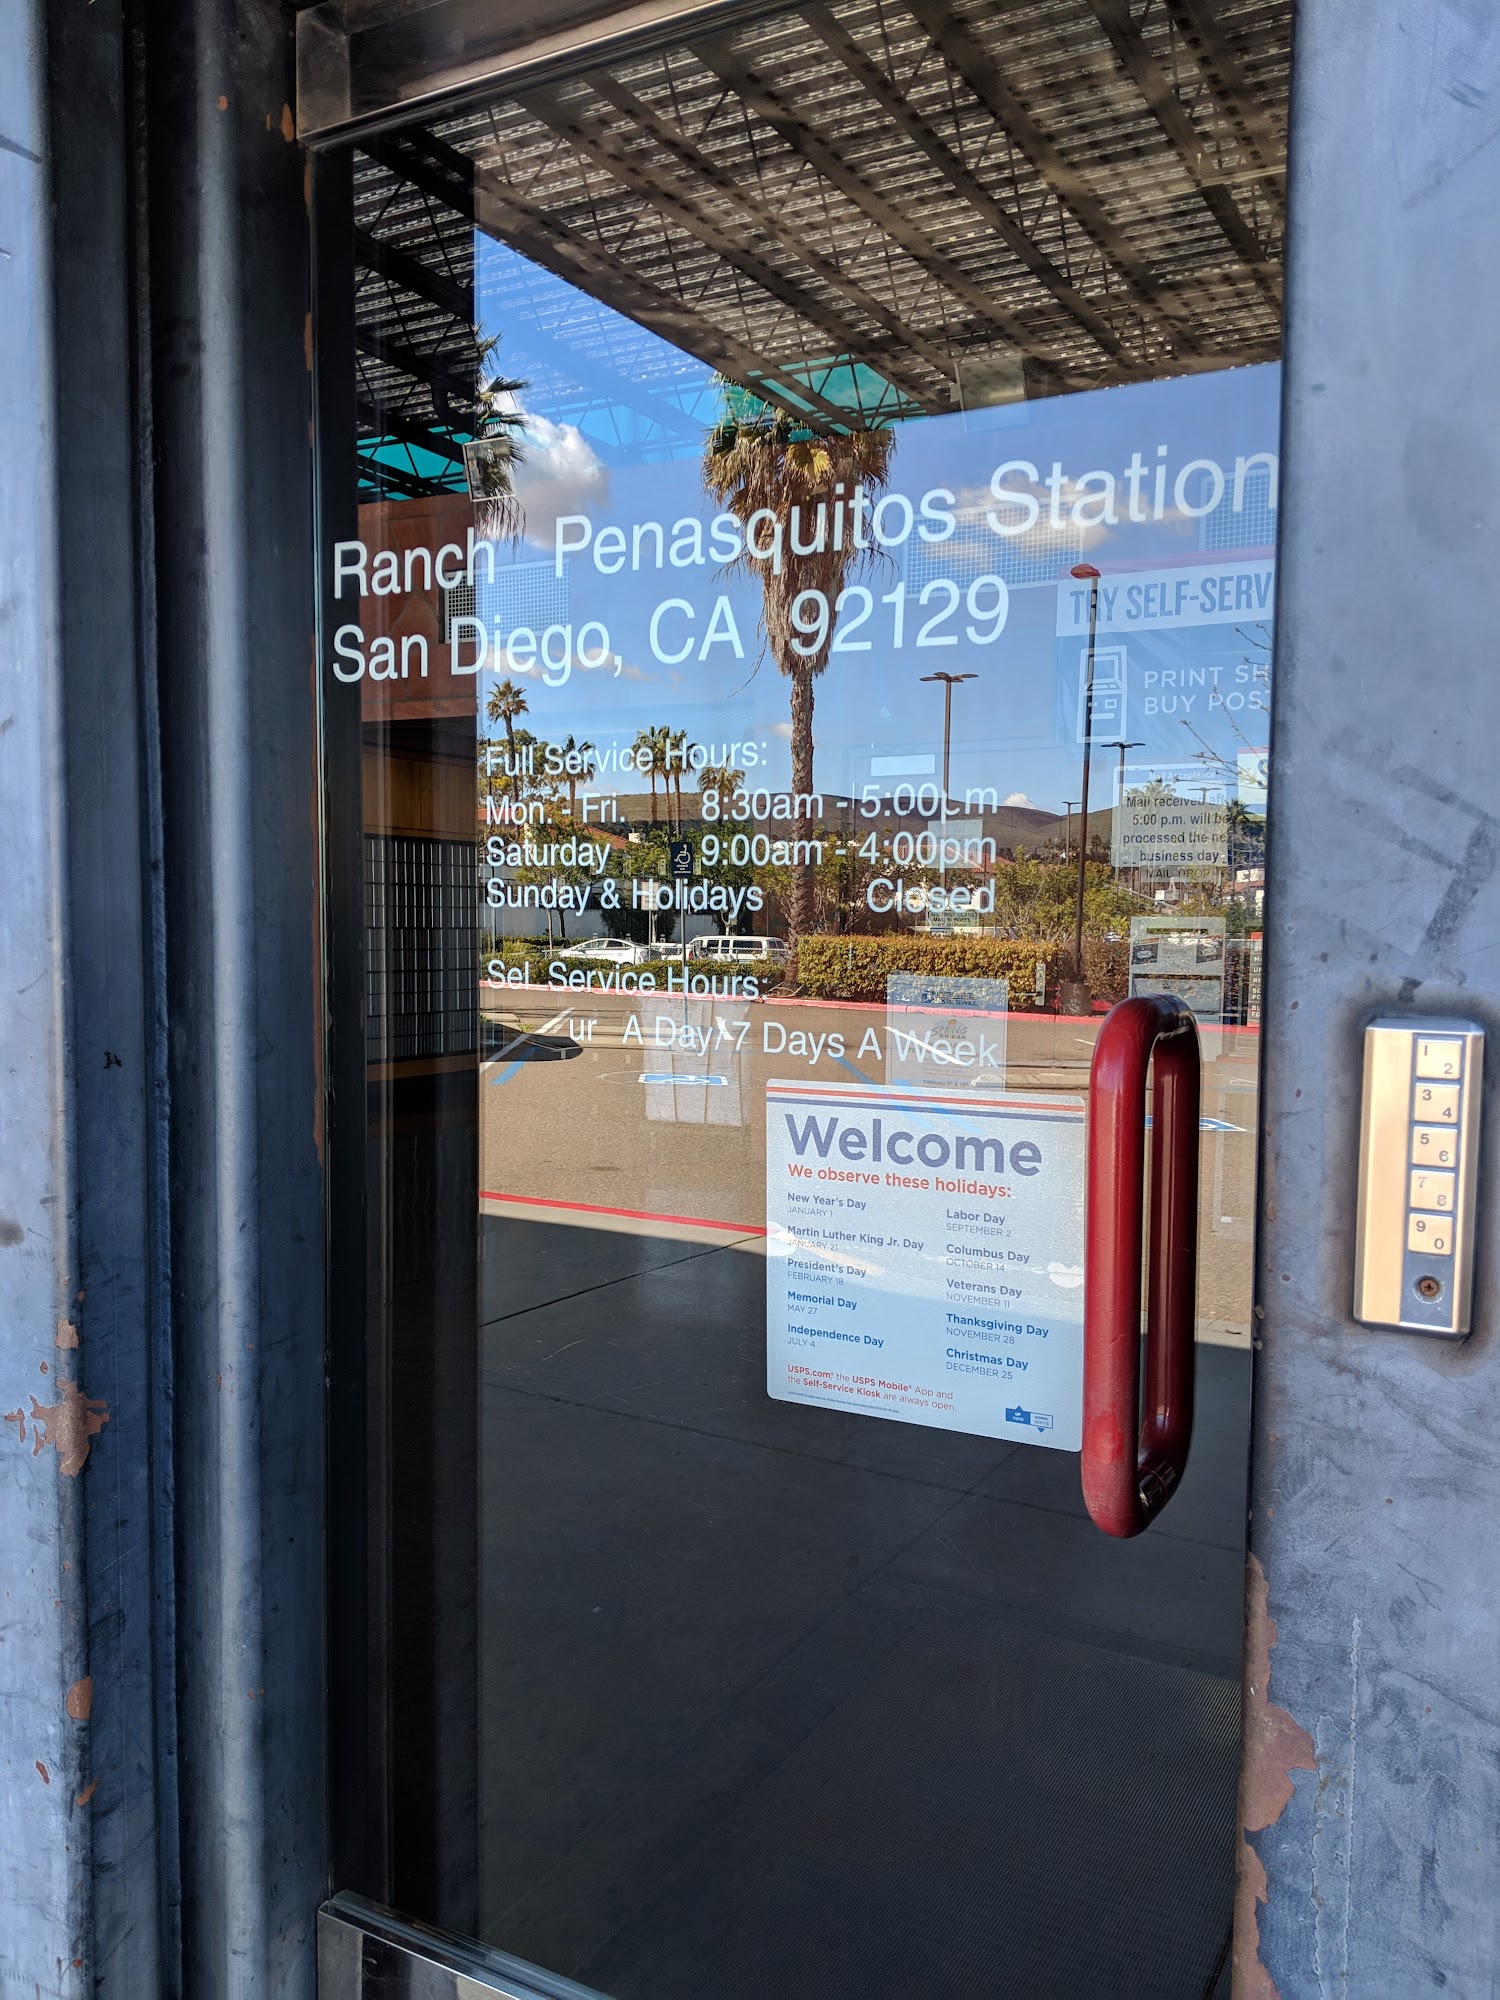 Ranch Penasquitos Station
San Diego, CA 92129
Full Service Hours:
Mon. - Fri. 8:30am - 5:00pm
Saturday 9:00am - 4:00pm
Sunday & Holidays Closed
Sel Service Hours:
ur A Day/ 7 Days A Week
TRY SELF-SERV
PRINT SH
BUY POS
Mail Acceptance
Mail received aft
5:00 p.m. will be
processed the ne
business day
MAIL DROP
SPRING
Welcome
We observe these holidays:
New Year's Day
JANUARY 1
Martin Luther King Jr. Day
JANUARY 21
President's Day
FEBRUARY 18
Memorial Day
MAY 27
Independence Day
JULY 4
Labor Day
SEPTEMBER 2
Columbus Day
OCTOBER 14
Veterans Day
NOVEMBER 11
Thanksgiving Day
NOVEMBER 28
Christmas Day
DECEMBER 25
USPS.com® the USPS Mobile® App and
the Self-Service Kiosk are always open.
1 2
3 4
5 6
7 8
9 0